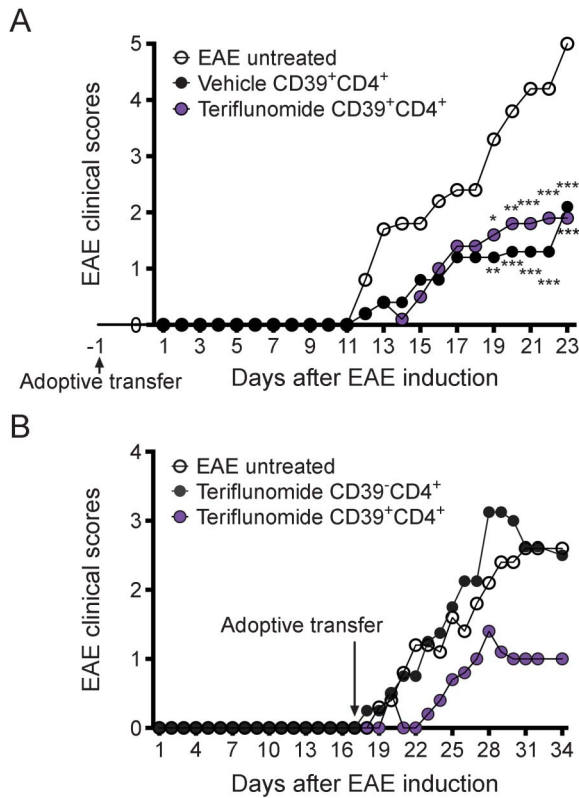 A
EAE clinical scores
5
4
3
2
1
0
EAE untreated
Vehicle CD39⁺CD4⁺
Teriflunomide CD39⁺CD4⁺
* ** *** *** ***
** *** *** *** ***
-1 1 3 5 7 9 11 13 15 17 19 21 23
Adoptive transfer
Days after EAE induction
B
EAE clinical scores
4
3
2
1
0
EAE untreated
Teriflunomide CD39⁻CD4⁺
Teriflunomide CD39⁺CD4⁺
Adoptive transfer
1 4 7 10 13 16 19 22 25 28 31 34
Days after EAE induction